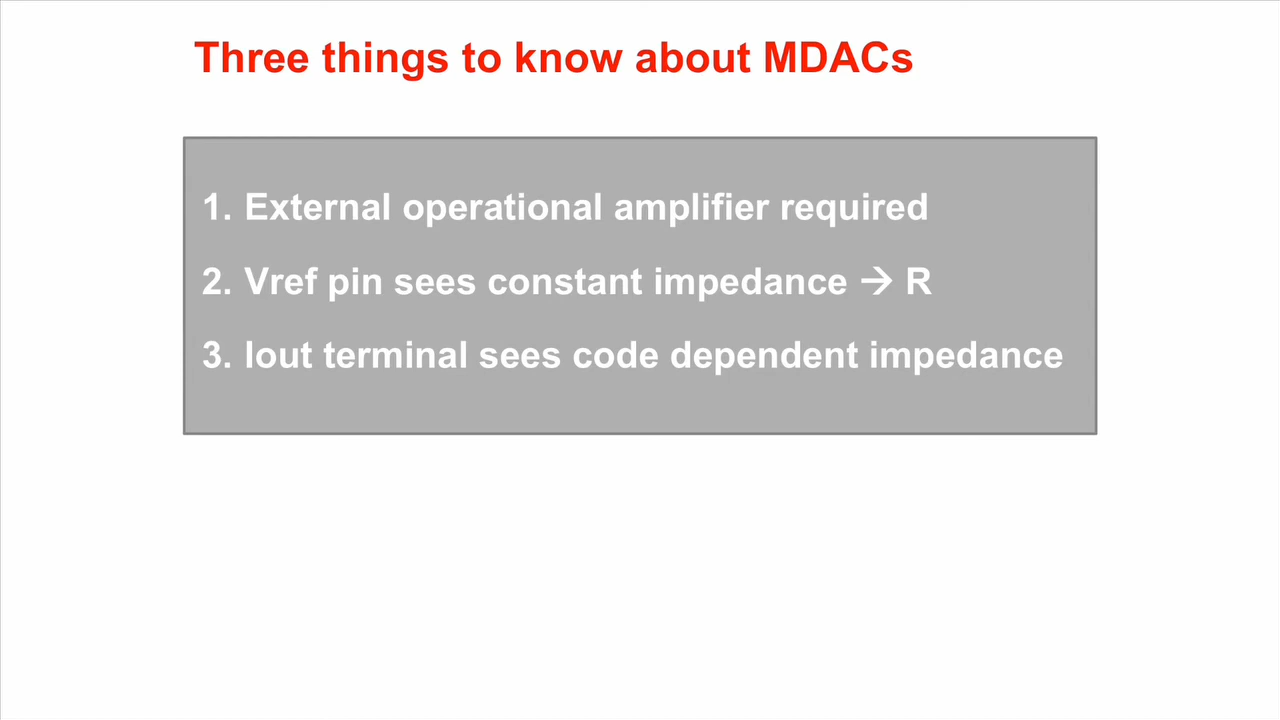 Three things to know about MDACs
1. External operational amplifier required
2. Vref pin sees constant impedance → R
3. Iout terminal sees code dependent impedance